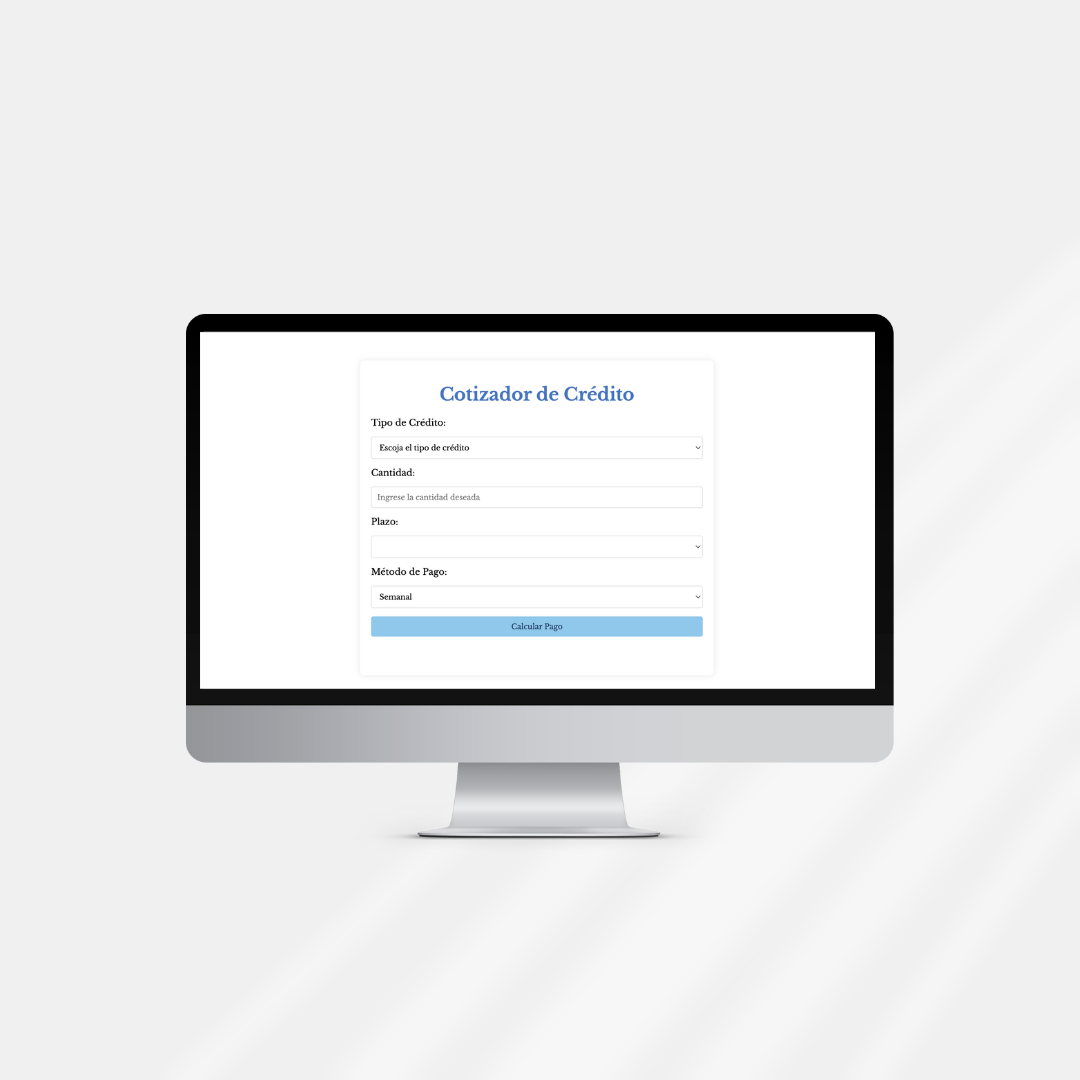 Cotizador de Crédito
Tipo de Crédito:
Escoja el tipo de crédito
Cantidad:
Ingrese la cantidad deseada
Plazo:
Método de Pago:
Semanal
Calcular Pago